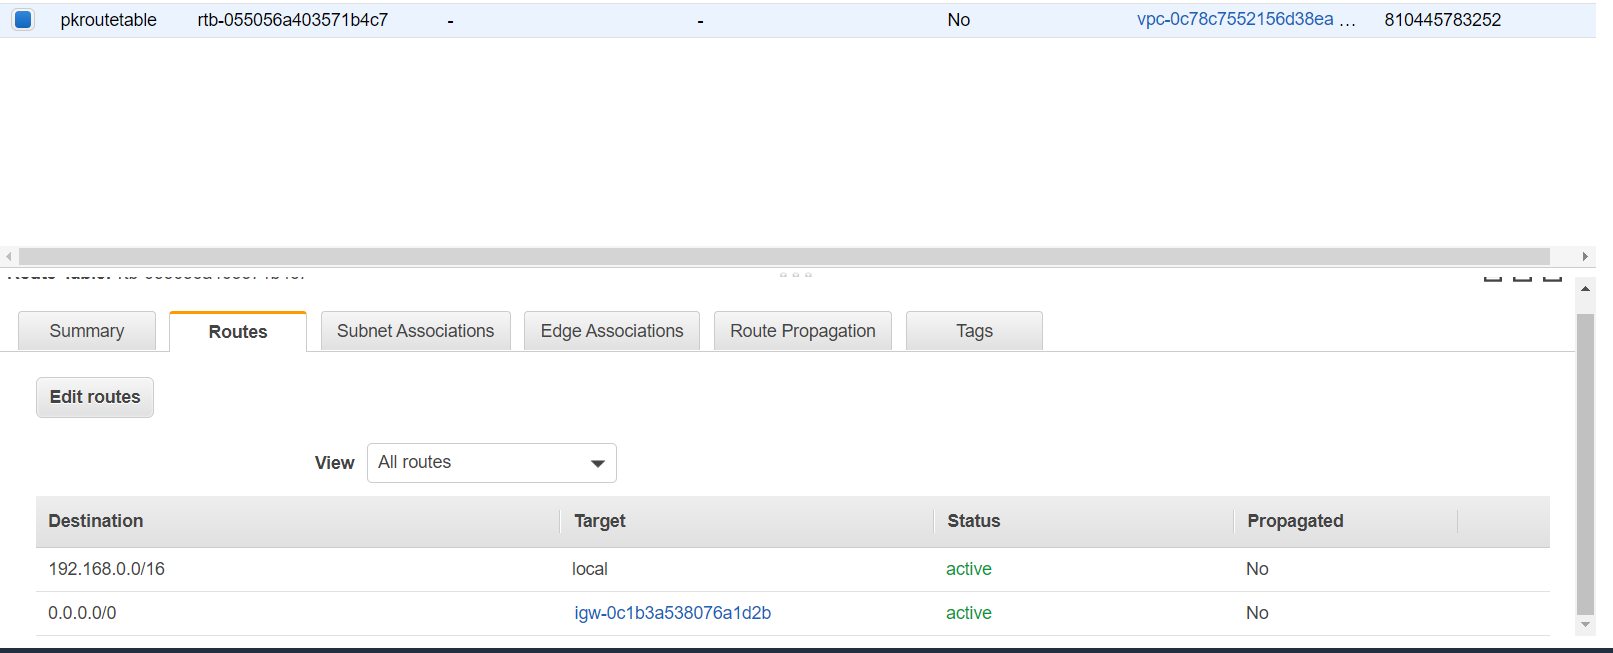 pkroutetable rtb-055056a403571b4c7 - - No vpc-0c78c7552156d38ea ... 810445783252
Summary Routes Subnet Associations Edge Associations Route Propagation Tags
Edit routes
View All routes
Destination Target Status Propagated
192.168.0.0/16 local active No
0.0.0.0/0 igw-0c1b3a538076a1d2b active No